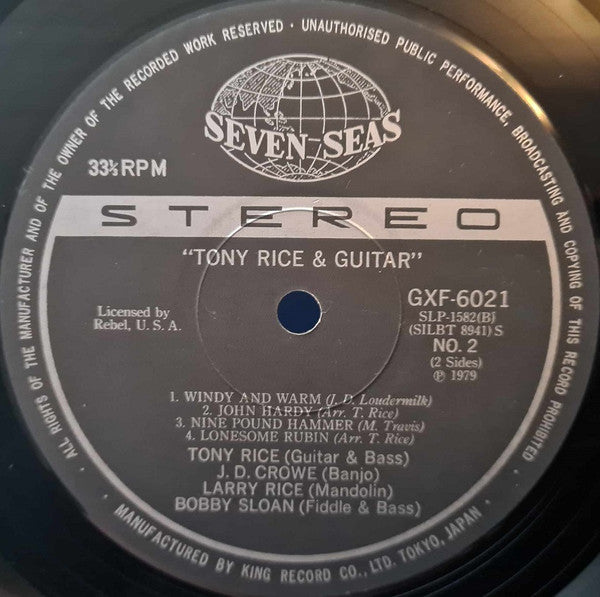 ALL RIGHTS OF THE MANUFACTURER AND OF THE OWNER OF THE RECORDED WORK RESERVED · UNAUTHORISED PUBLIC PERFORMANCE, BROADCASTING AND COPYING OF THIS RECORD PROHIBITED
SEVEN SEAS
33⅓RPM
STEREO
"TONY RICE & GUITAR"
Licensed by
Rebel, U. S. A.
GXF-6021
SLP-1582(B)
(SILBT 8941) S
NO. 2
(2 Sides)
Ⓟ 1979
1. WINDY AND WARM (J. D. Loudermilk)
2. JOHN HARDY (Arr. T. Rice)
3. NINE POUND HAMMER (M. Travis)
4. LONESOME RUBIN (Arr. T. Rice)
TONY RICE (Guitar & Bass)
J. D. CROWE (Banjo)
LARRY RICE (Mandolin)
BOBBY SLOAN (Fiddle & Bass)
· MANUFACTURED BY KING RECORD CO., LTD. TOKYO, JAPAN ·